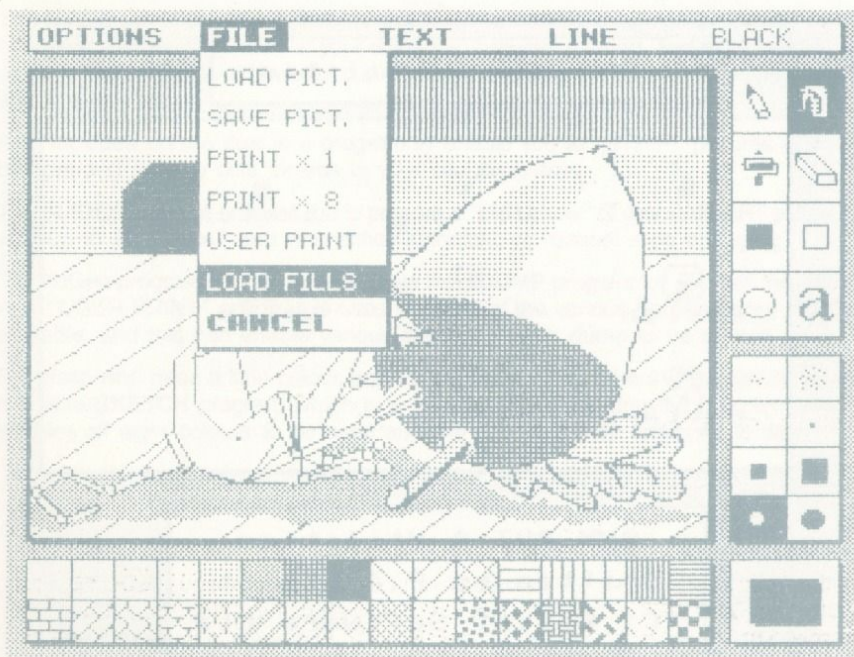 OPTIONS FILE TEXT LINE BLACK
LOAD PICT.
SAVE PICT.
PRINT × 1
PRINT × 8
USER PRINT
LOAD FILLS
CANCEL
a